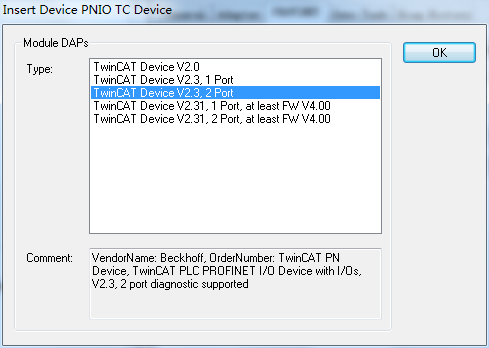 Insert Device PNIO TC Device
Module DAPs
Type:
TwinCAT Device V2.0
TwinCAT Device V2.3, 1 Port
TwinCAT Device V2.3, 2 Port
TwinCAT Device V2.31, 1 Port, at least FW V4.00
TwinCAT Device V2.31, 2 Port, at least FW V4.00
OK
Comment:
VendorName: Beckhoff, OrderNumber: TwinCAT PN
Device, TwinCAT PLC PROFINET I/O Device with I/Os,
V2.3, 2 port diagnostic supported